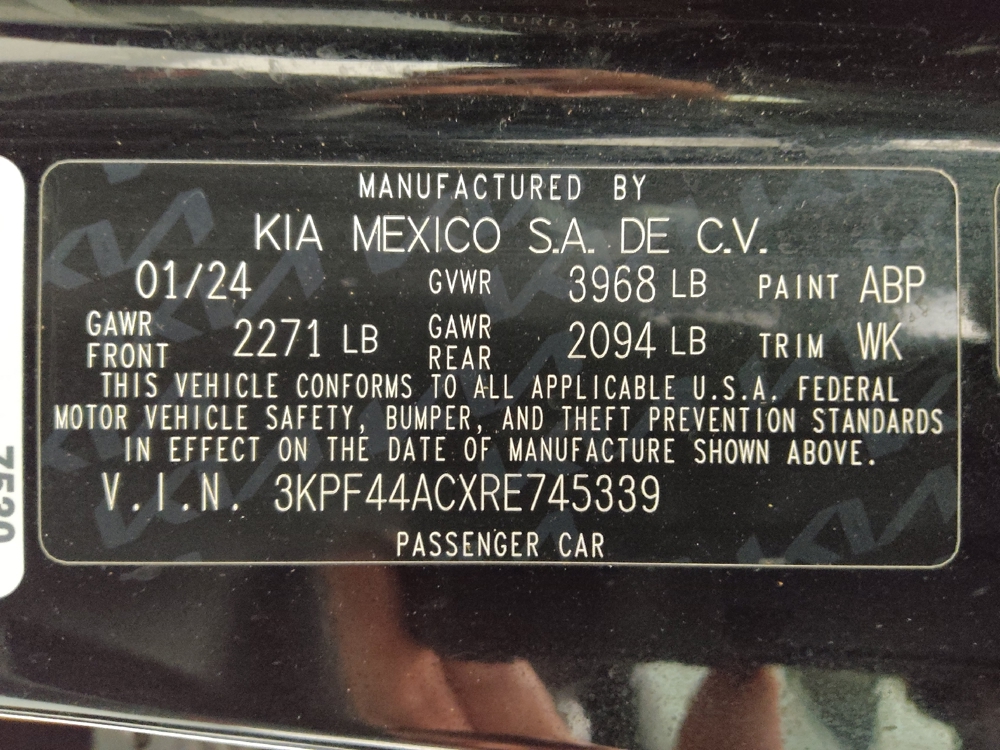 MANUFACTURED BY
KIA MEXICO S.A. DE C.V.
01/24 GVWR 3968 LB PAINT ABP
GAWR FRONT 2271 LB GAWR REAR 2094 LB TRIM WK
THIS VEHICLE CONFORMS TO ALL APPLICABLE U.S.A. FEDERAL
MOTOR VEHICLE SAFETY, BUMPER, AND THEFT PREVENTION STANDARDS
IN EFFECT ON THE DATE OF MANUFACTURE SHOWN ABOVE.
V.I.N. 3KPF44ACXRE745339
PASSENGER CAR